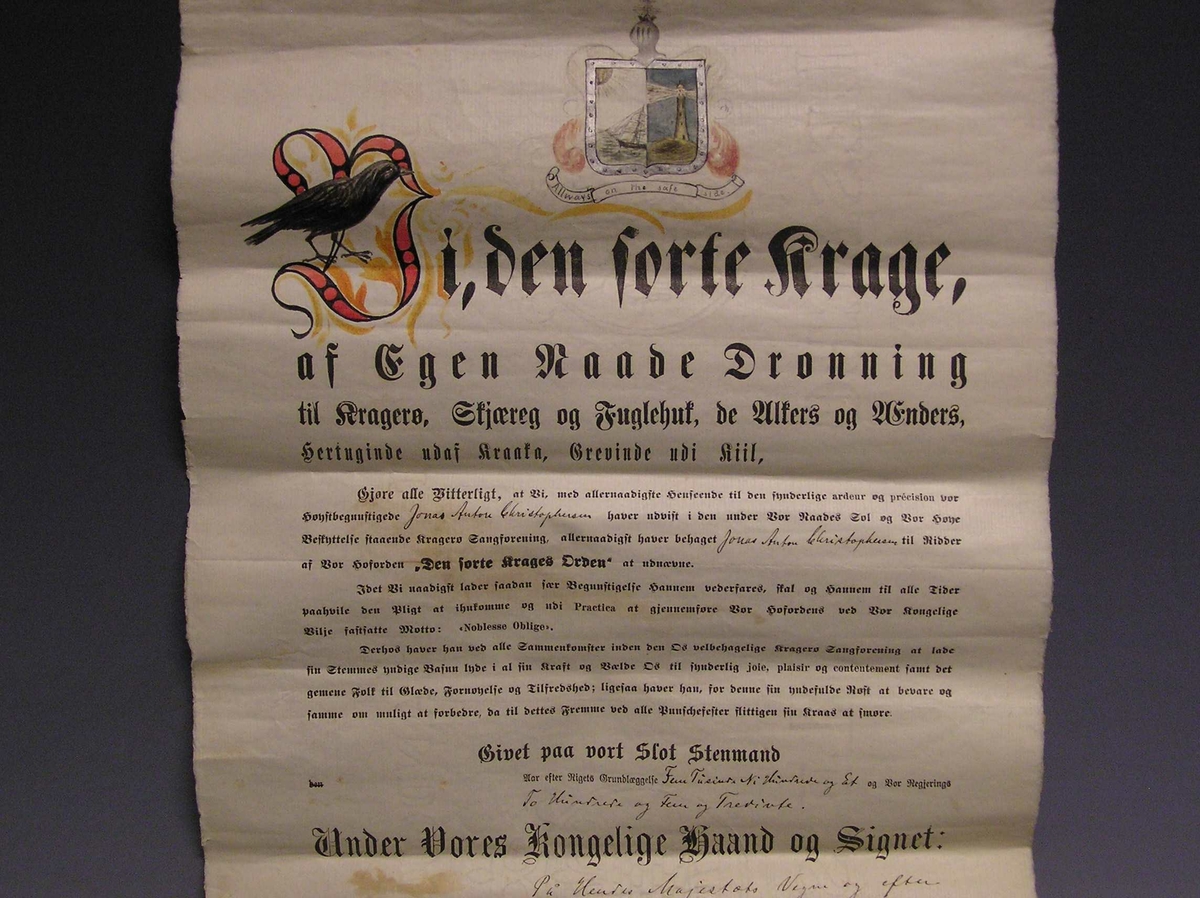 Allways on the safe side.
Vi, den sorte Krage,
af Egen Naade Dronning
til Kragerø, Skjæreg og Fuglehuk, de Alkers og Ænders,
Hertuginde udaf Kraaka, Grevinde udi Kiil,
Gjøre alle Vitterligt, at Vi, med allernaadigste Henseende til den synderlige ardeur og précision vor
Høystbegunstigede Jonas Anton Christophersen haver udvist i den under Vor Naades Sol og Vor Høye
Beskyttelse staaende Kragerø Sangforening, allernaadigst haver behaget Jonas Anton Christophersen til Ridder
af Vor Hoforden „Den sorte Krages Orden“ at udnævne.
Idet Vi naadigst lader saadan sær Begunstigelse Hannem vederfares, skal og Hannem til alle Tider
paahvile den Pligt at ihukomme og udi Practica at gjennemføre Vor Hofordens ved Vor Kongelige
Vilje fastsatte Motto: «Noblesse Oblige».
Derhos haver han ved alle Sammenkomster inden den Os velbehagelige Kragerø Sangforening at lade
sin Stemmes yndige Basun lyde i al sin Kraft og Vælde Os til synderlig joie, plaisir og contentement samt det
gemene Folk til Glæde, Fornøyelse og Tilfredshed; ligesaa haver han, for denne sin yndefulde Røst at bevare og
samme om muligt at forbedre, da til dettes Fremme ved alle Punschefester flittigen sin Kraas at smøre.
Givet paa vort Slot Stenmand
den Aar efter Rigets Grundlæggelse Fem Tusinde Ni Hundrede og Et og Vor Regjerings
To Hundrede og Fem og Tredivte.
Under Vores Kongelige Haand og Signet:
På Hendes Majestæts Vegne og efter